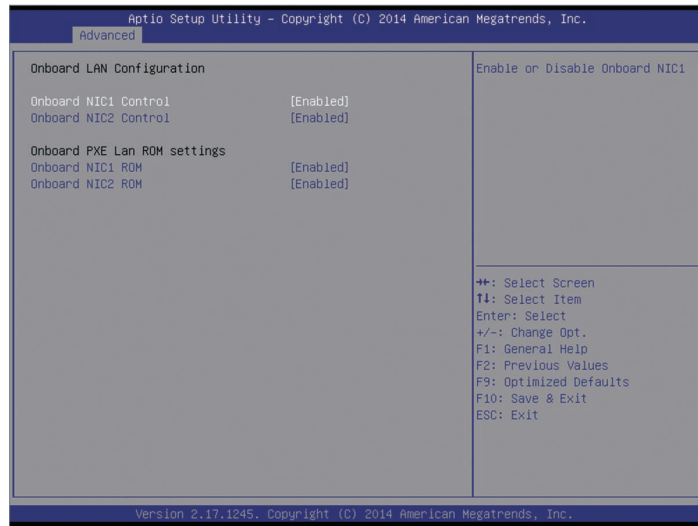 Aptio Setup Utility – Copyright (C) 2014 American Megatrends, Inc.
Advanced
Onboard LAN Configuration
Onboard NIC1 Control [Enabled]
Onboard NIC2 Control [Enabled]
Onboard PXE Lan ROM settings
Onboard NIC1 ROM [Enabled]
Onboard NIC2 ROM [Enabled]
Enable or Disable Onboard NIC1
→←: Select Screen
↑↓: Select Item
Enter: Select
+/-: Change Opt.
F1: General Help
F2: Previous Values
F9: Optimized Defaults
F10: Save & Exit
ESC: Exit
Version 2.17.1245. Copyright (C) 2014 American Megatrends, Inc.